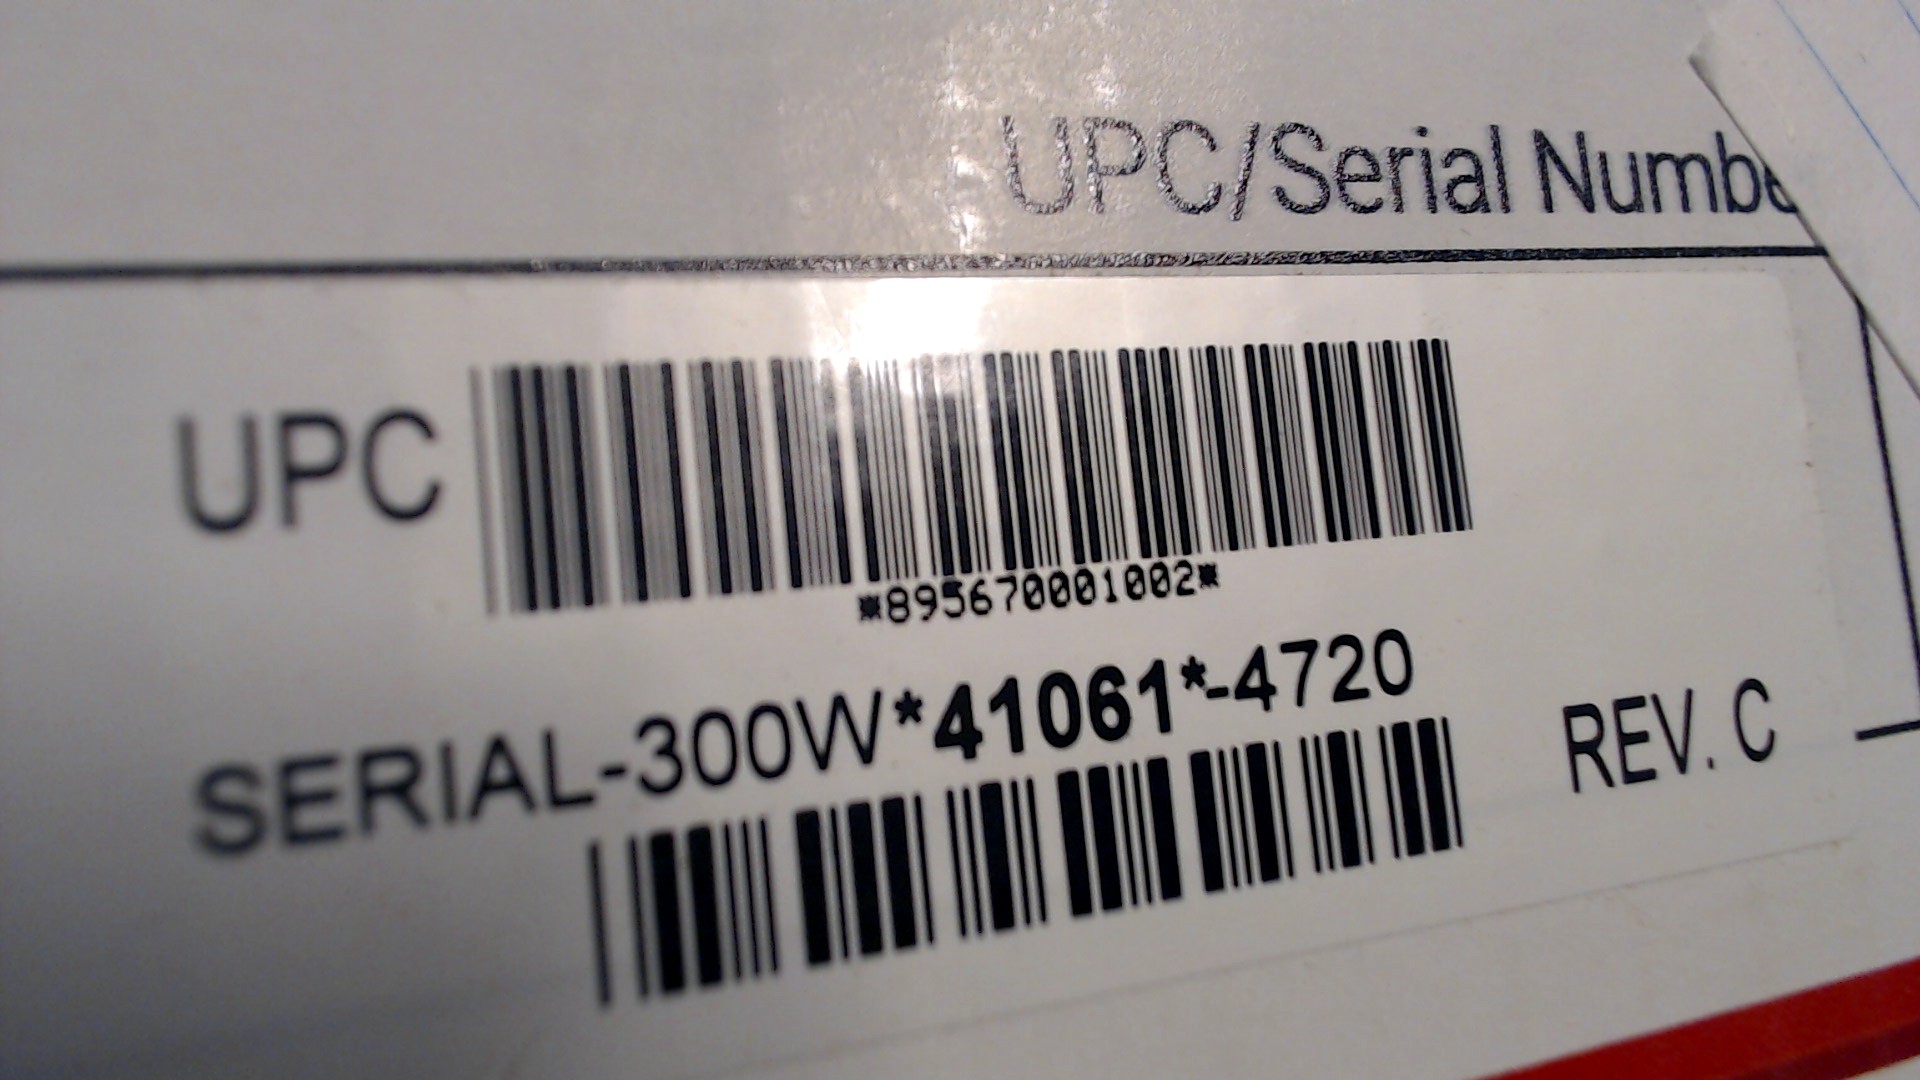 UPC/Serial Numbe
UPC
*895670001002*
SERIAL-300W*41061*-4720
REV. C